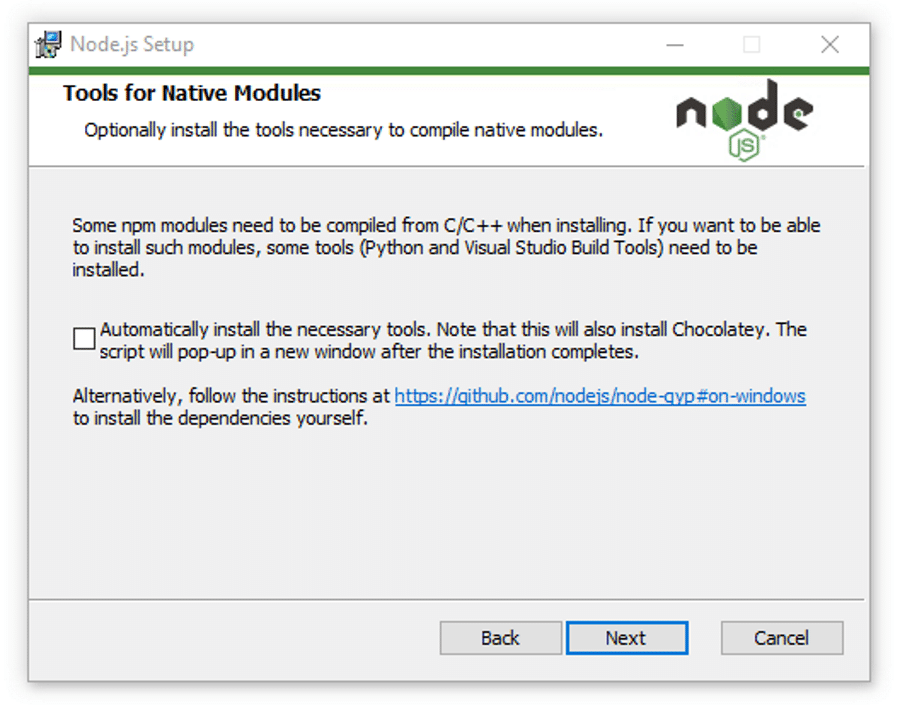 Node.js Setup
Tools for Native Modules
Optionally install the tools necessary to compile native modules.
node
JS
Some npm modules need to be compiled from C/C++ when installing. If you want to be able
to install such modules, some tools (Python and Visual Studio Build Tools) need to be
installed.
Automatically install the necessary tools. Note that this will also install Chocolatey. The
script will pop-up in a new window after the installation completes.
Alternatively, follow the instructions at https://github.com/nodejs/node-gyp#on-windows
to install the dependencies yourself.
Back Next Cancel